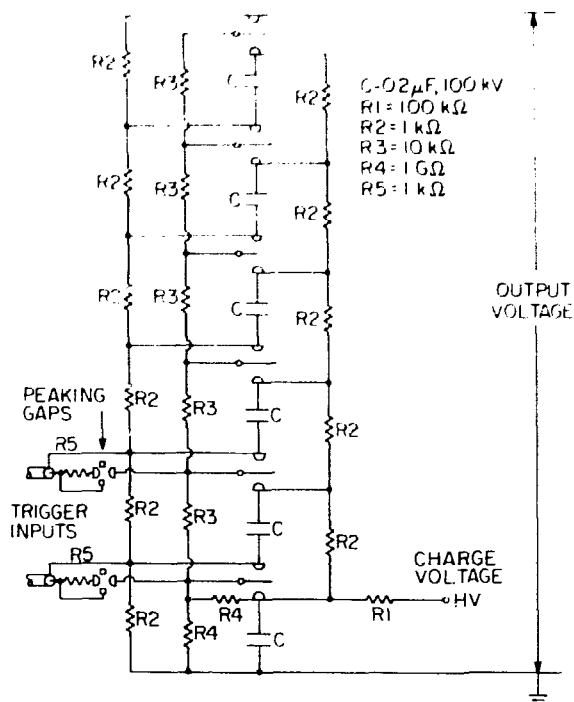 C-02µF, 100 kV
R1=100 kΩ
R2=1 kΩ
R3=10 kΩ
R4=1 GΩ
R5=1 kΩ
R2
R3
C
R2
R2
R3
C
R2
R3
C
R2
OUTPUT
VOLTAGE
PEAKING
GAPS
R2
R3
C
R2
R5
TRIGGER
INPUTS
R2
R3
C
R2
R5
CHARGE
VOLTAGE
HV
R2
R4
R4
C
R1